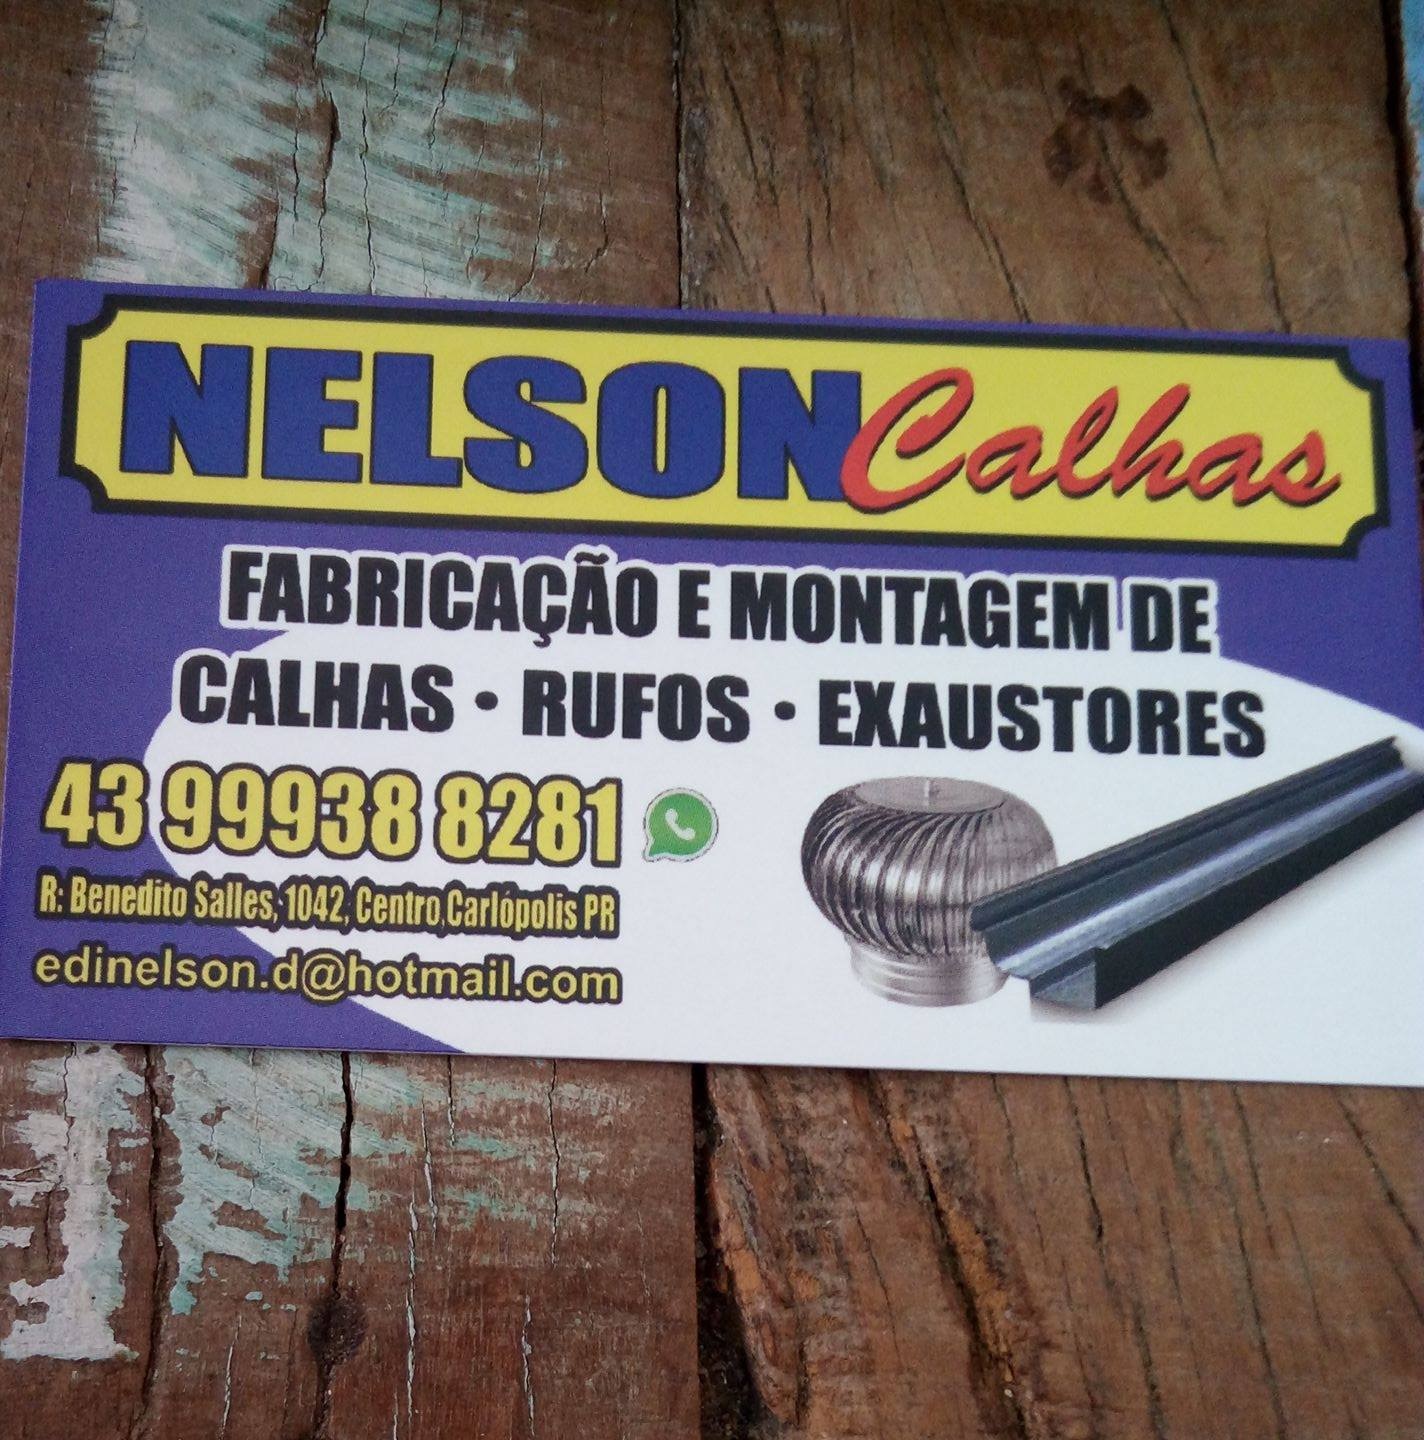 NELSON Calhas
FABRICAÇÃO E MONTAGEM DE
CALHAS • RUFOS • EXAUSTORES
43 99938 8281
R: Benedito Salles, 1042, Centro, Carlópolis PR
edinelson.d@hotmail.com